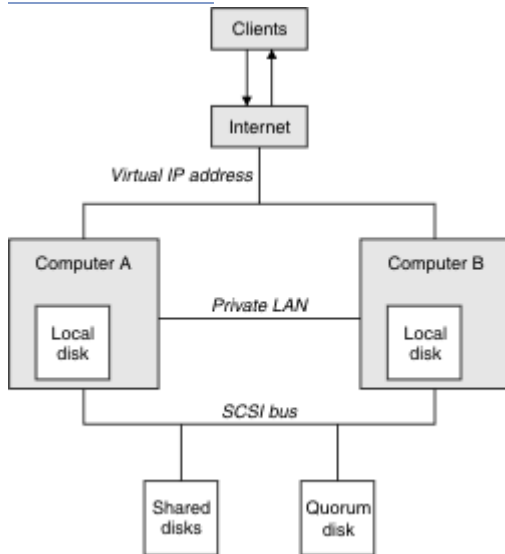 Clients
Internet
Virtual IP address
Computer A
Computer B
Private LAN
Local
disk
Local
disk
SCSI bus
Shared
disks
Quorum
disk